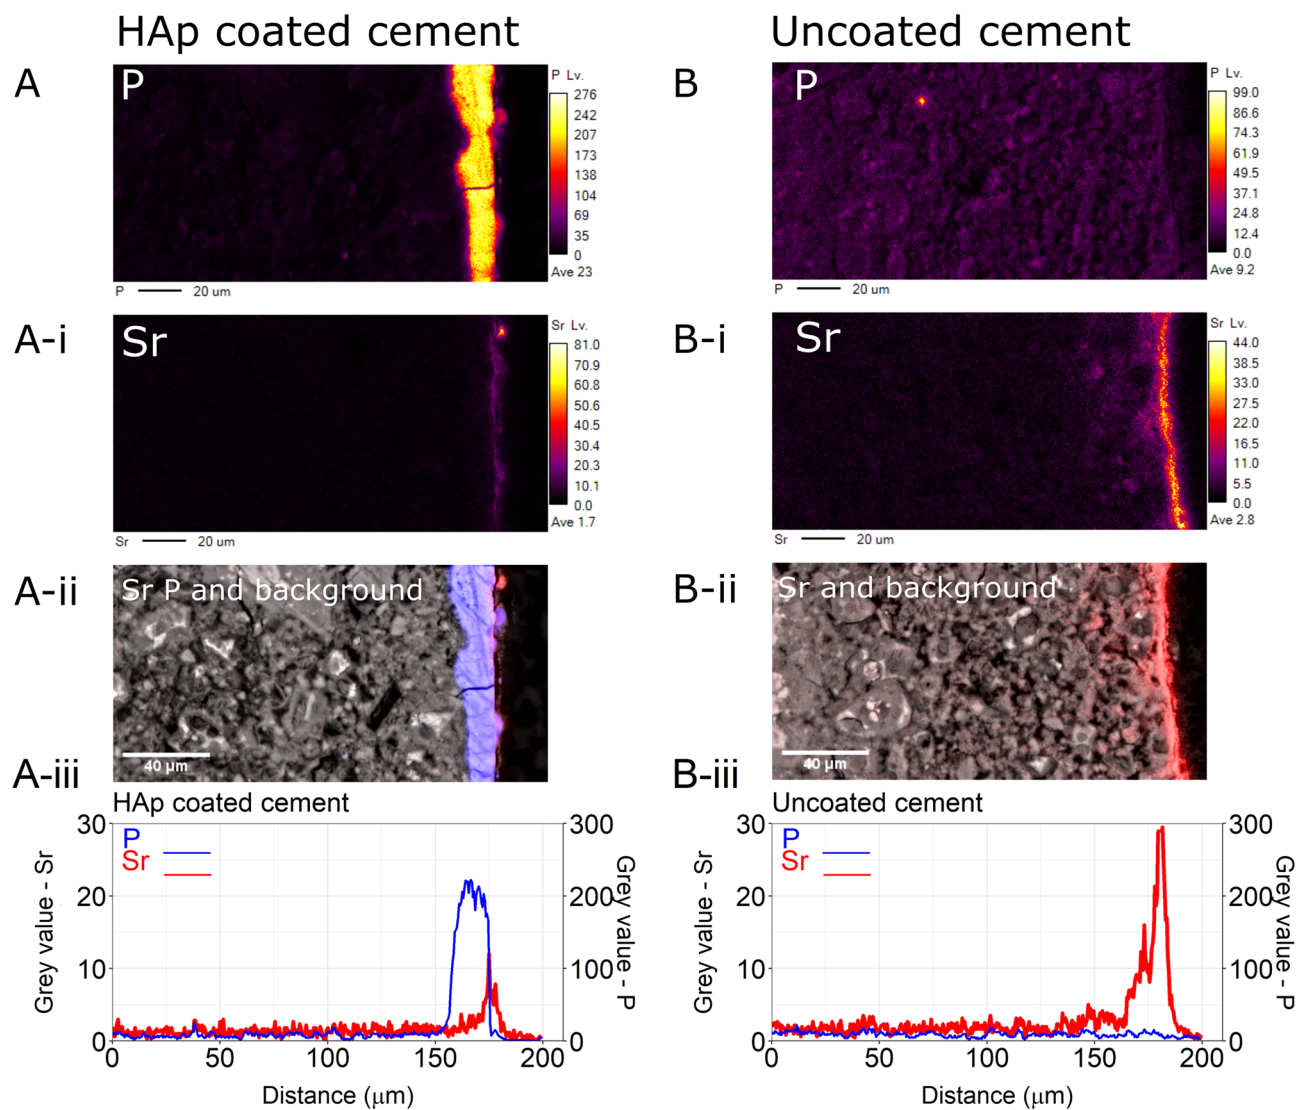 HAp coated cement
Uncoated cement
A
P
P Lv.
276
242
207
173
138
104
69
35
0
Ave 23
P
20 um
B
P
P Lv.
99.0
86.6
74.3
61.9
49.5
37.1
24.8
12.4
0.0
Ave 9.2
P
20 um
A-i
Sr
Sr Lv.
81.0
70.9
60.8
50.6
40.5
30.4
20.3
10.1
0.0
Ave 1.7
Sr
20 um
B-i
Sr
Sr Lv.
44.0
38.5
33.0
27.5
22.0
16.5
11.0
5.5
0.0
Ave 2.8
Sr
20 um
A-ii
Sr P and background
40 µm
B-ii
Sr and background
40 µm
A-iii
HAp coated cement
P
Sr
30
20
10
0
Grey value - Sr
300
200
100
0
Grey value - P
0 50 100 150 200
Distance (µm)
B-iii
Uncoated cement
P
Sr
30
20
10
0
Grey value - Sr
300
200
100
0
Grey value - P
0 50 100 150 200
Distance (µm)